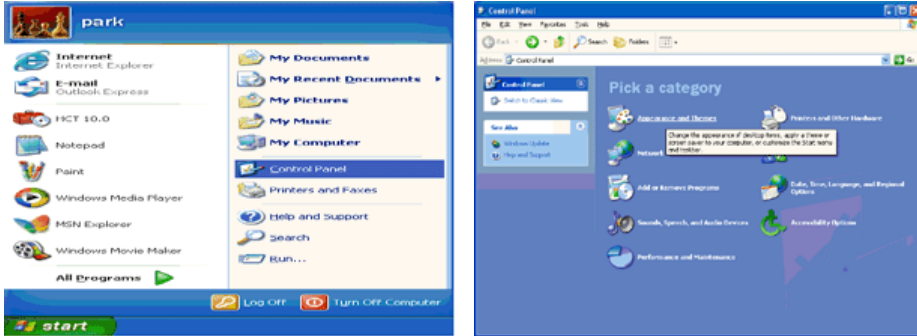 park
Internet
Internet Explorer
E-mail
Outlook Express
HCT 10.0
Notepad
Paint
Windows Media Player
MSN Explorer
Windows Movie Maker
All Programs
My Documents
My Recent Documents
My Pictures
My Music
My Computer
Control Panel
Printers and Faxes
Help and Support
Search
Run...
Log Off
Turn Off Computer
start
Control Panel
File Edit View Favorites Tools Help
Back Search Folders
Address Control Panel Go
Control Panel
Switch to Classic View
See Also
Windows Update
Help and Support
Pick a category
Appearance and Themes
Printers and Other Hardware
Change the appearance of desktop items, apply a theme or
screen saver to your computer, or customize the Start menu
and taskbar.
Network
Add or Remove Programs
Date, Time, Language, and Regional
Options
Sounds, Speech, and Audio Devices
Accessibility Options
Performance and Maintenance